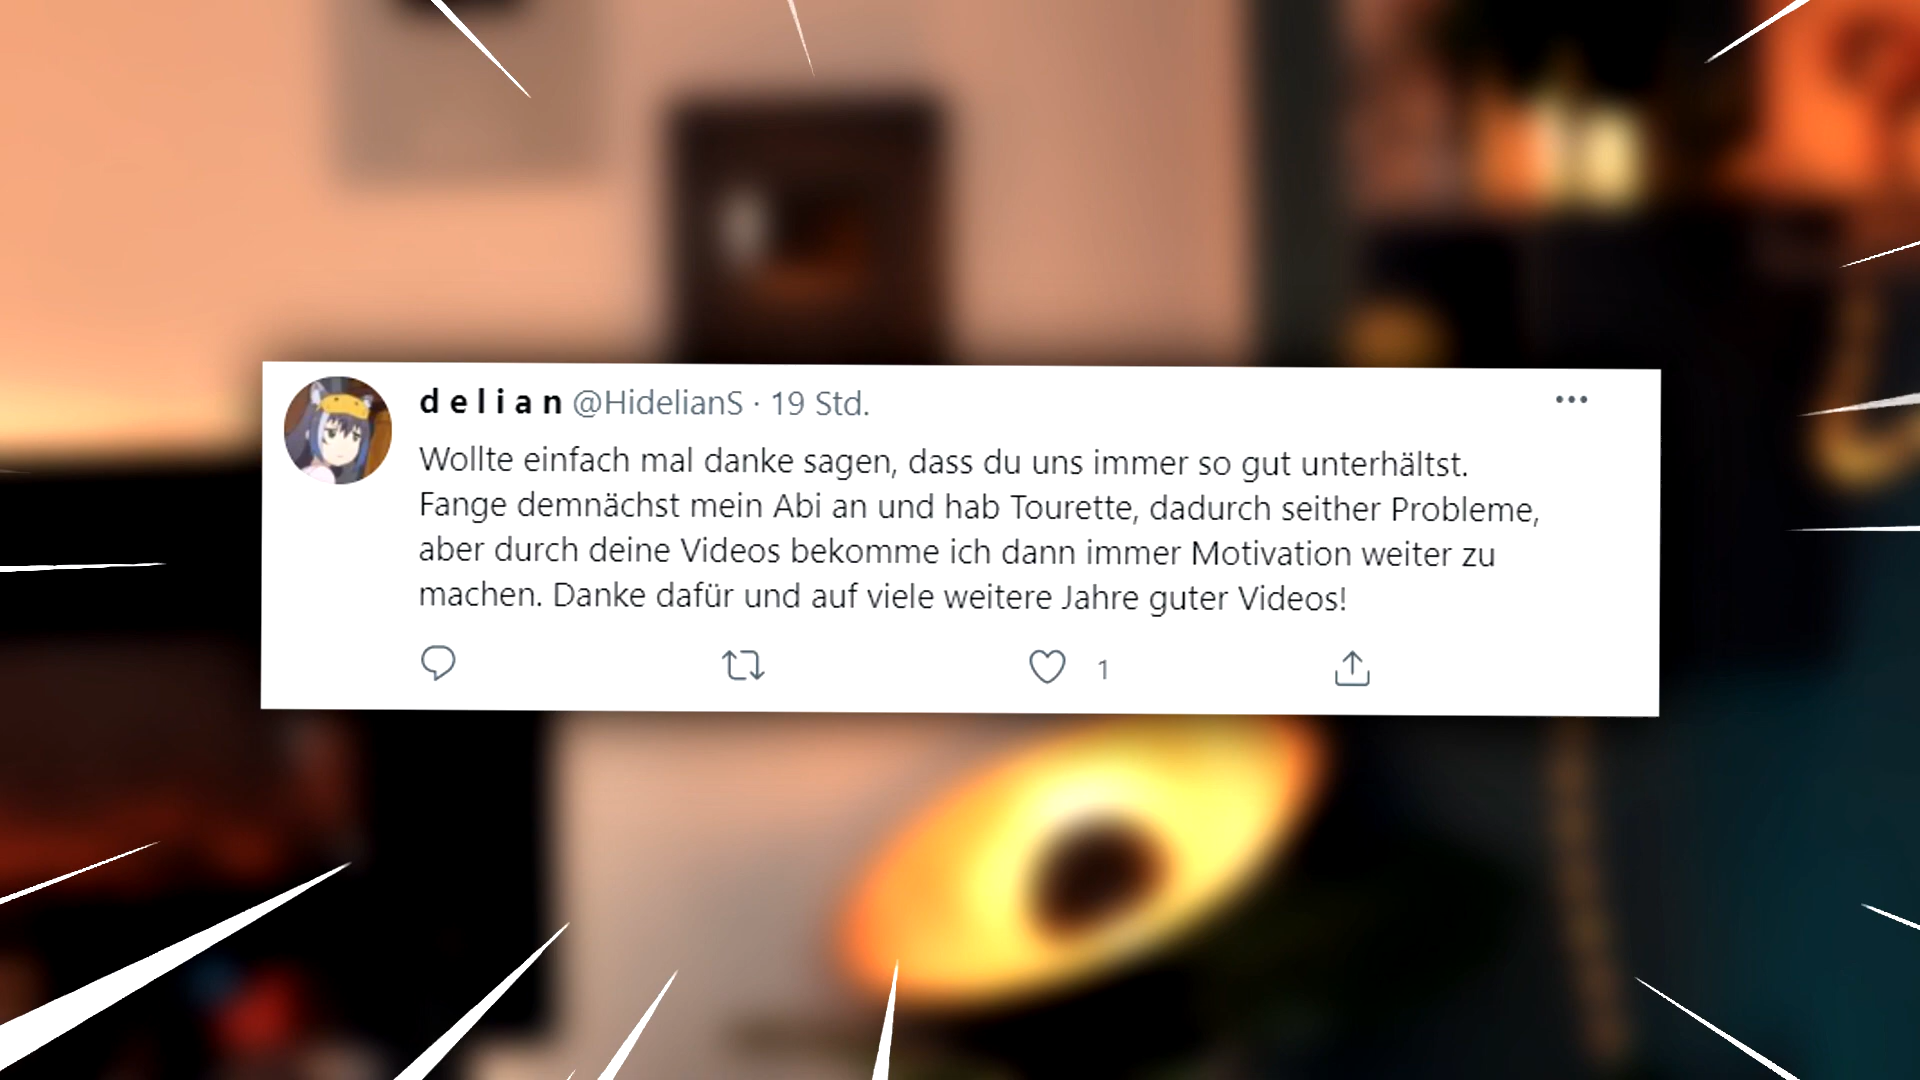 d e l i a n @HidelianS · 19 Std.
Wollte einfach mal danke sagen, dass du uns immer so gut unterhältst.
Fange demnächst mein Abi an und hab Tourette, dadurch seither Probleme,
aber durch deine Videos bekomme ich dann immer Motivation weiter zu
machen. Danke dafür und auf viele weitere Jahre guter Videos!
1